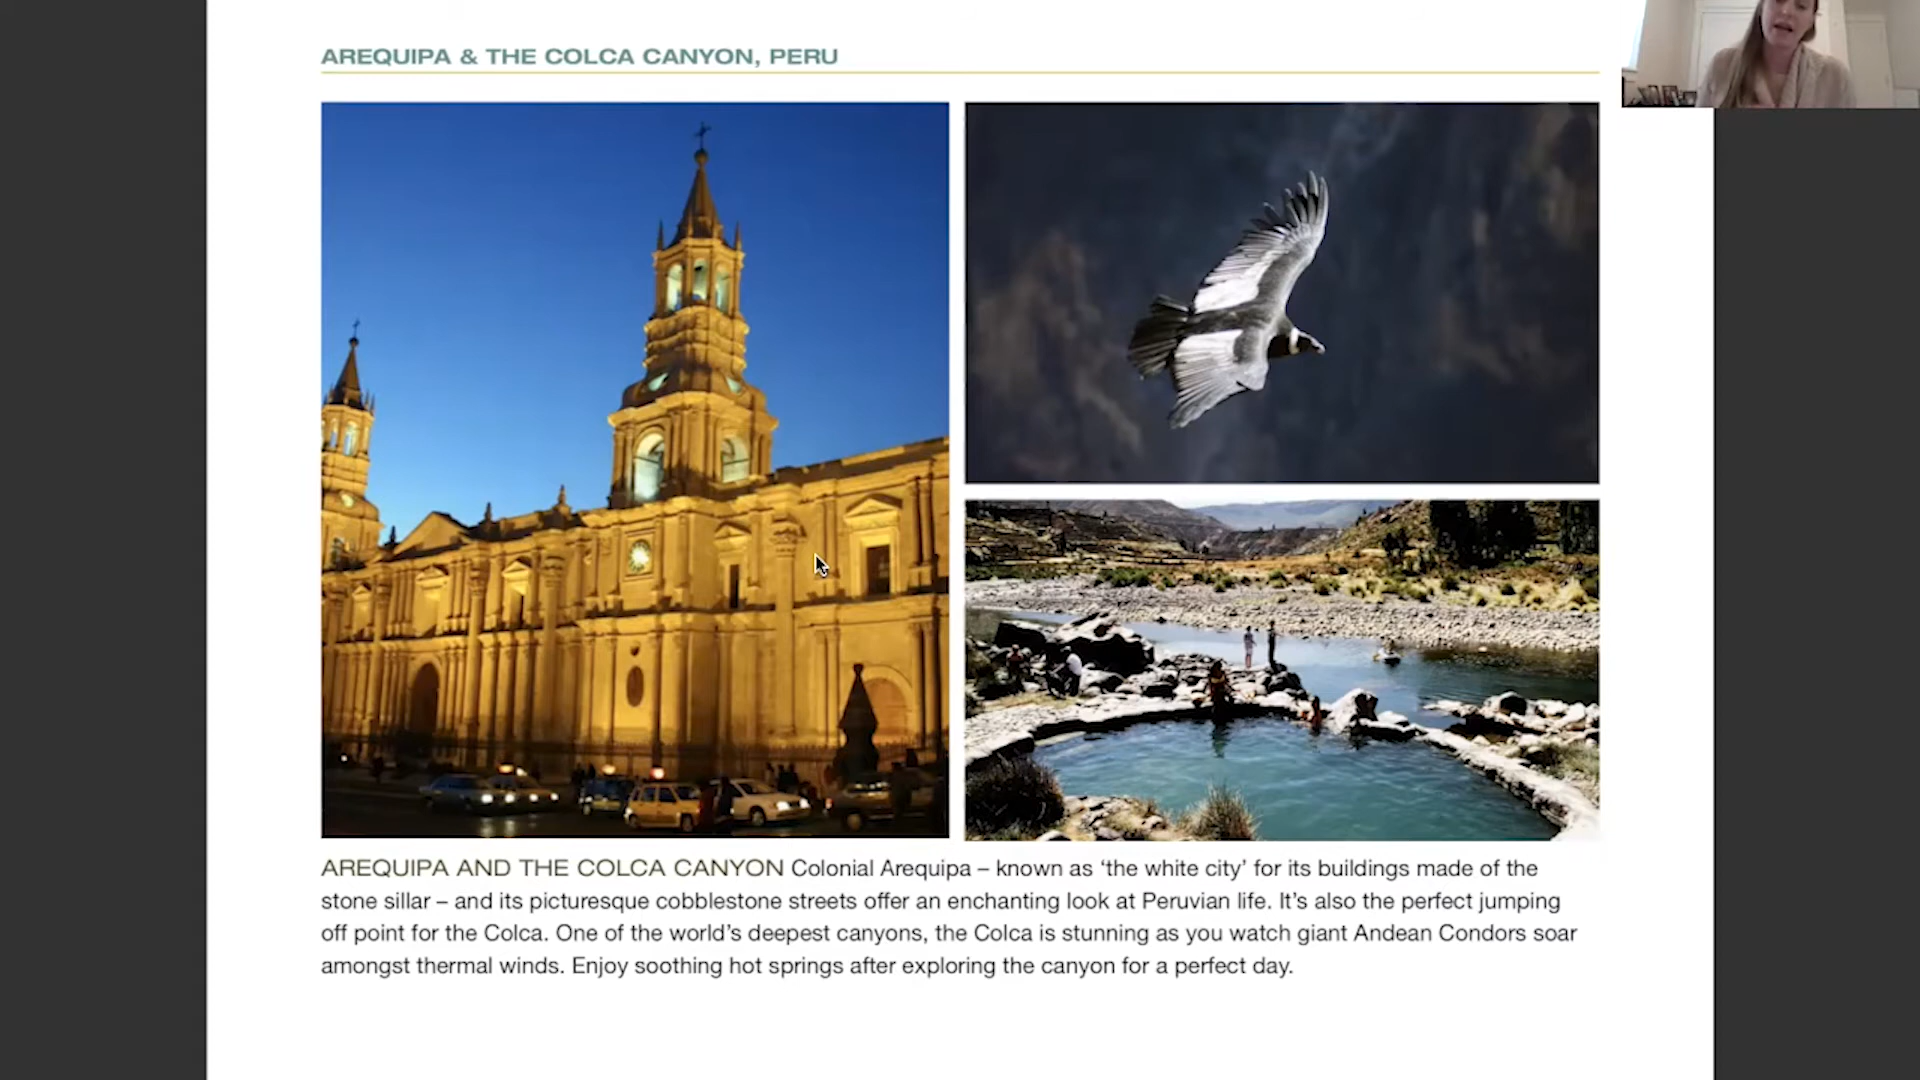 AREQUIPA & THE COLCA CANYON, PERU
AREQUIPA AND THE COLCA CANYON Colonial Arequipa – known as ‘the white city’ for its buildings made of the
stone sillar – and its picturesque cobblestone streets offer an enchanting look at Peruvian life. It’s also the perfect jumping
off point for the Colca. One of the world’s deepest canyons, the Colca is stunning as you watch giant Andean Condors soar
amongst thermal winds. Enjoy soothing hot springs after exploring the canyon for a perfect day.